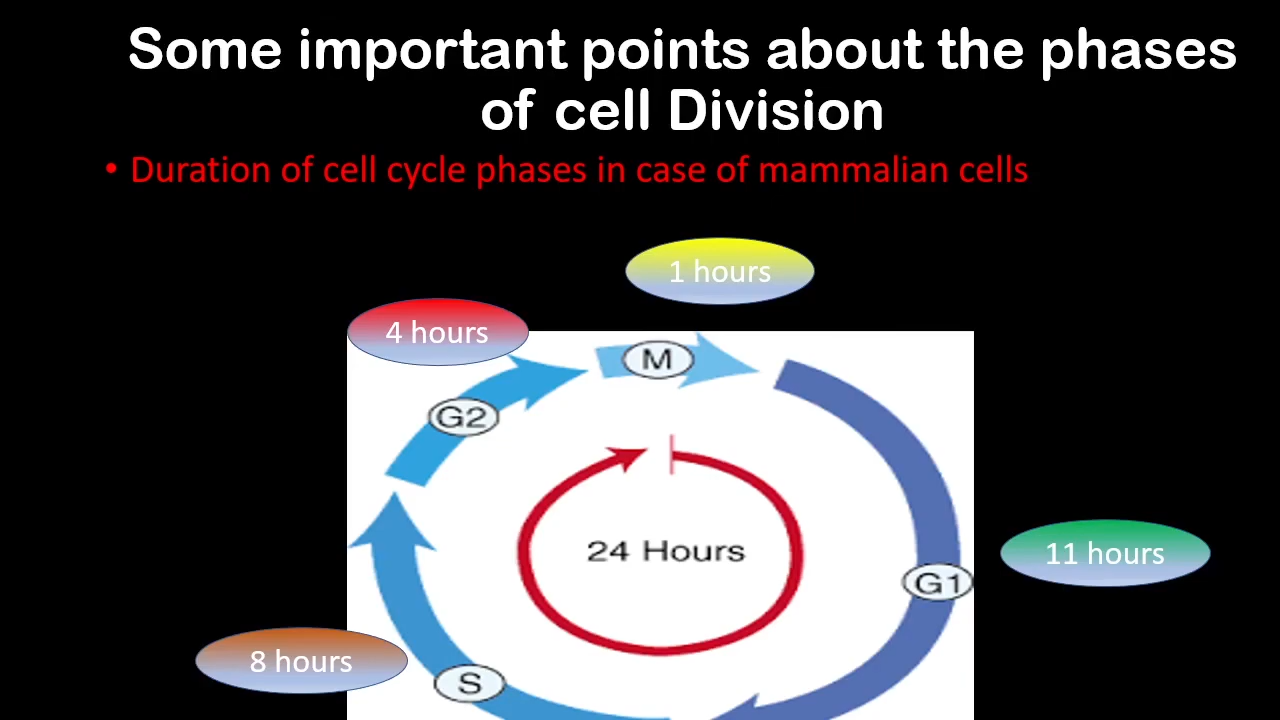 Some important points about the phases
of cell Division
• Duration of cell cycle phases in case of mammalian cells
1 hours
4 hours
M
G2
24 Hours
11 hours
G1
8 hours
S